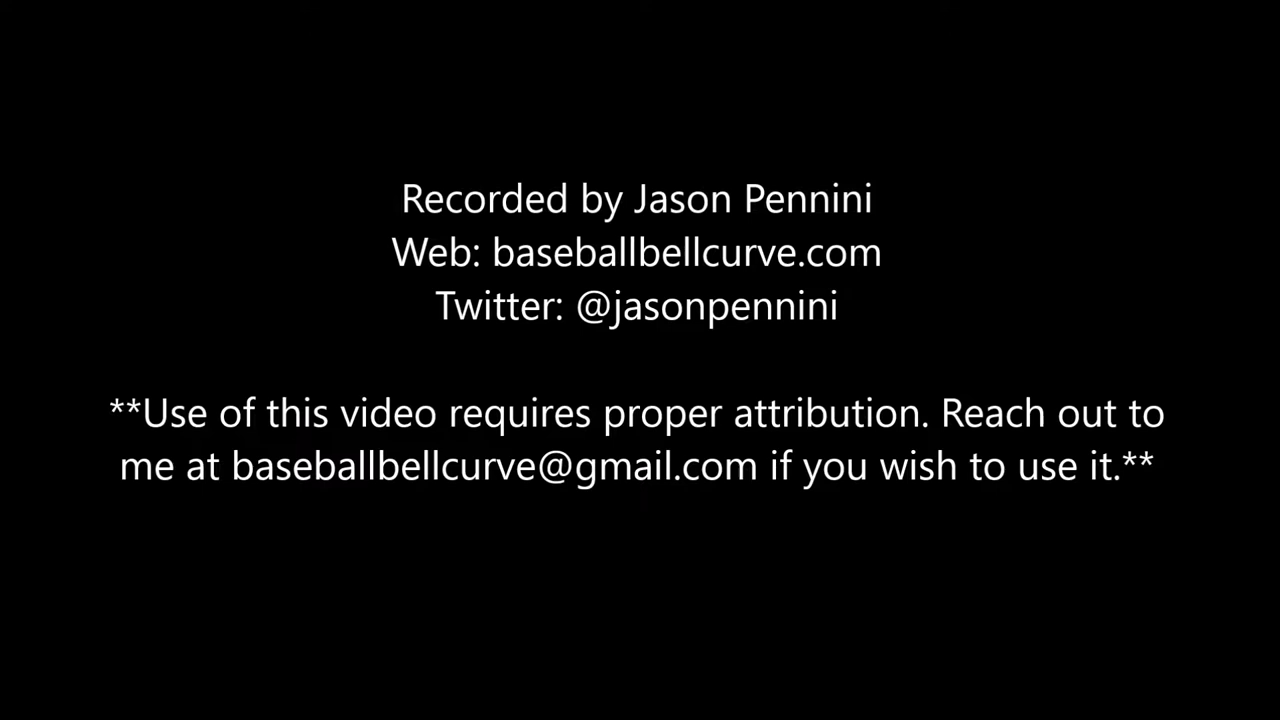 Recorded by Jason Pennini
Web: baseballbellcurve.com
Twitter: @jasonpennini
**Use of this video requires proper attribution. Reach out to
me at baseballbellcurve@gmail.com if you wish to use it.**